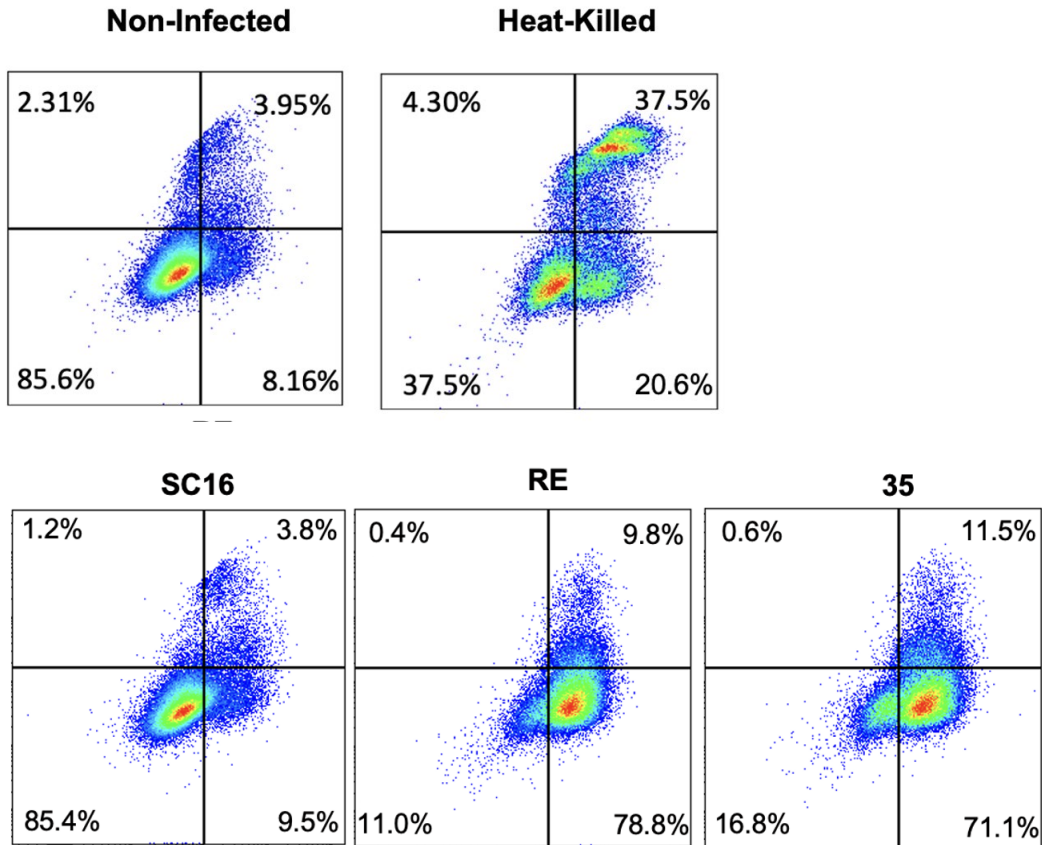 Non-Infected Heat-Killed
2.31% 3.95% 4.30% 37.5%
85.6% 8.16% 37.5% 20.6%
SC16 RE 35
1.2% 3.8% 0.4% 9.8% 0.6% 11.5%
85.4% 9.5% 11.0% 78.8% 16.8% 71.1%